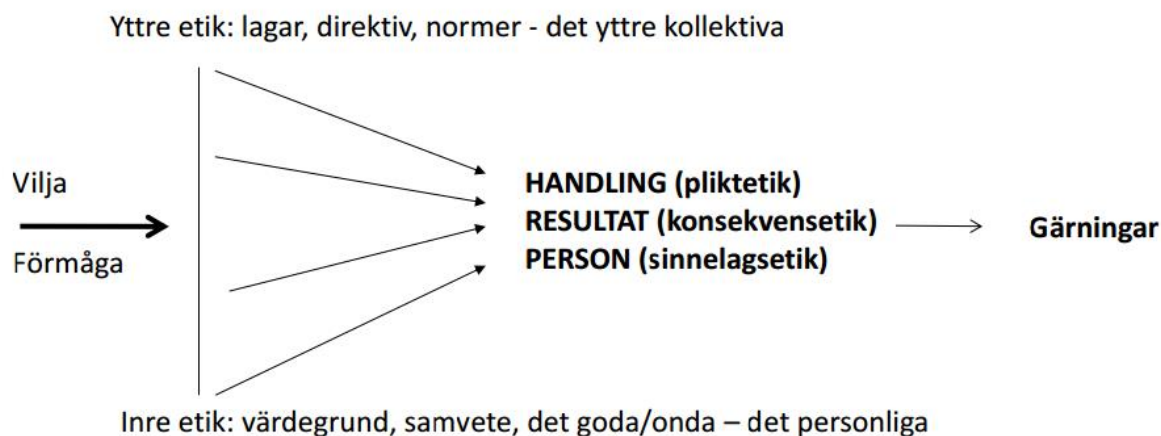 Yttre etik: lagar, direktiv, normer - det yttre kollektiva
Vilja
Förmåga
HANDLING (pliktetik)
RESULTAT (konsekvensetik)
PERSON (sinnelagsetik)
Gärningar
Inre etik: värdegrund, samvete, det goda/onda – det personliga